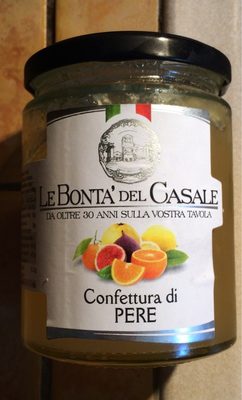 LE BONTA' DEL CASALE
DA OLTRE 30 ANNI SULLA VOSTRA TAVOLA
Confettura di
PERE